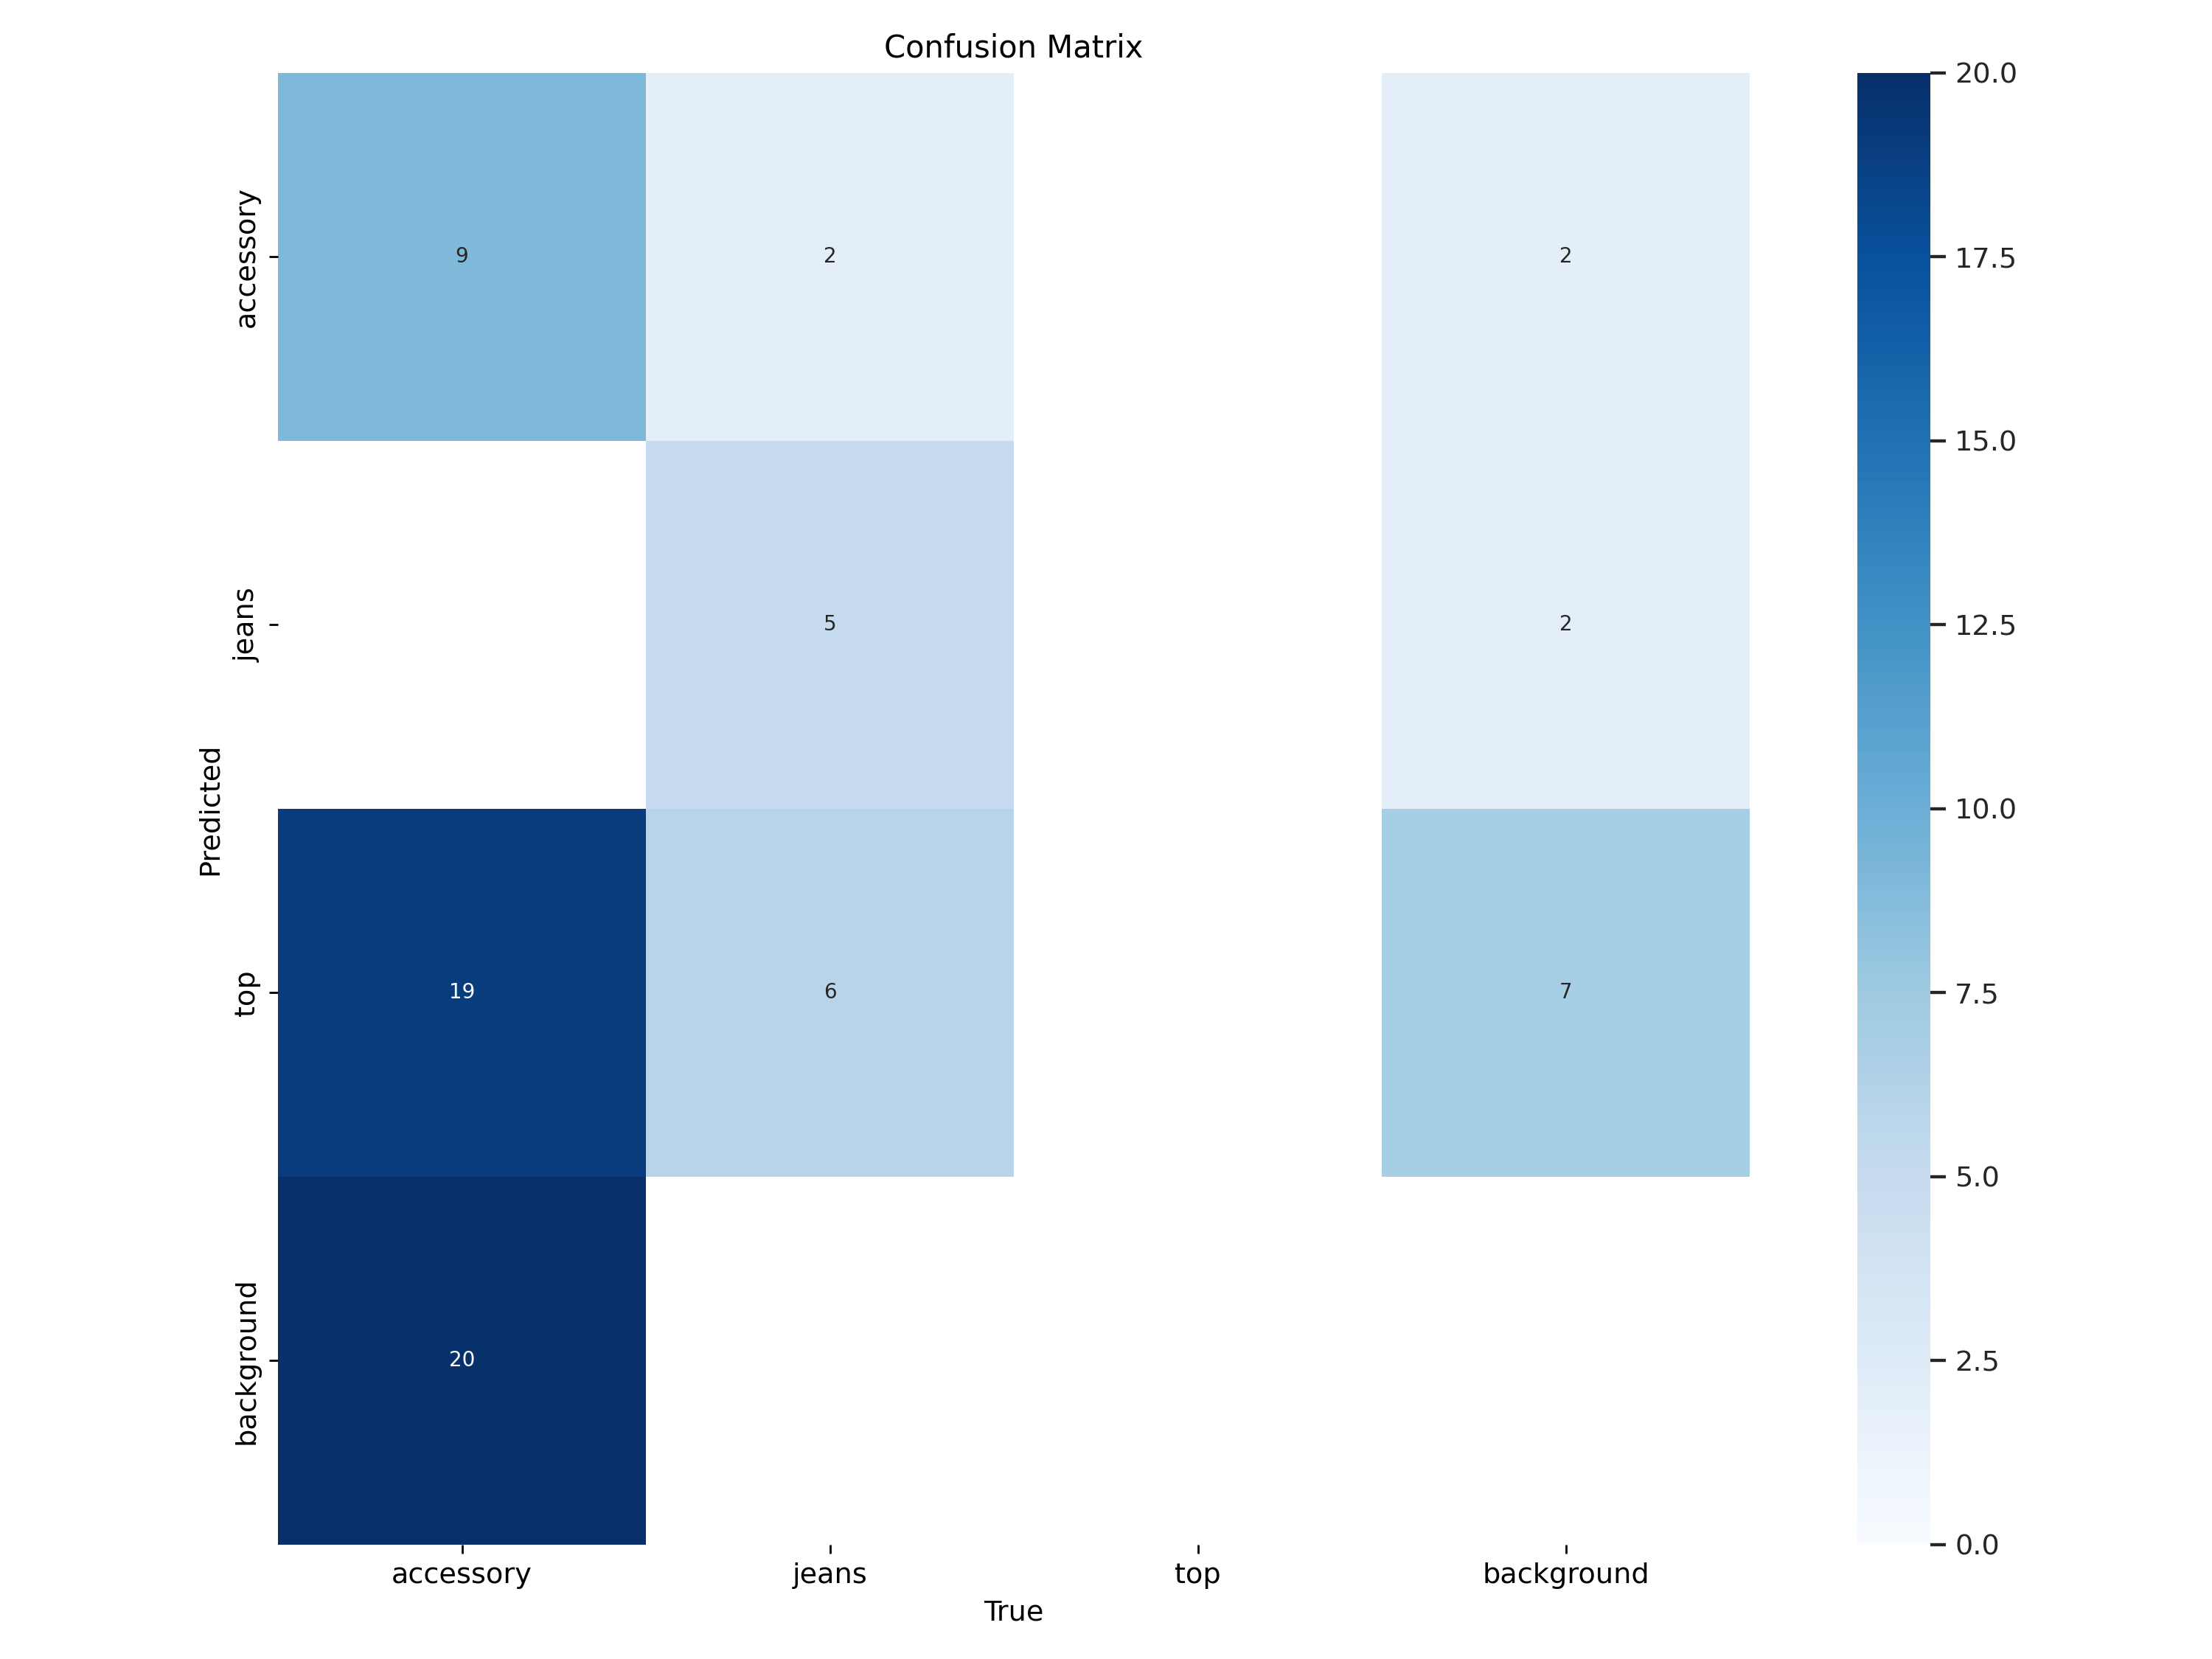 Confusion Matrix
accessory
9
2
2
jeans
5
2
Predicted
top
19
6
7
background
20
accessory
jeans
top
background
True
20.0
17.5
15.0
12.5
10.0
7.5
5.0
2.5
0.0